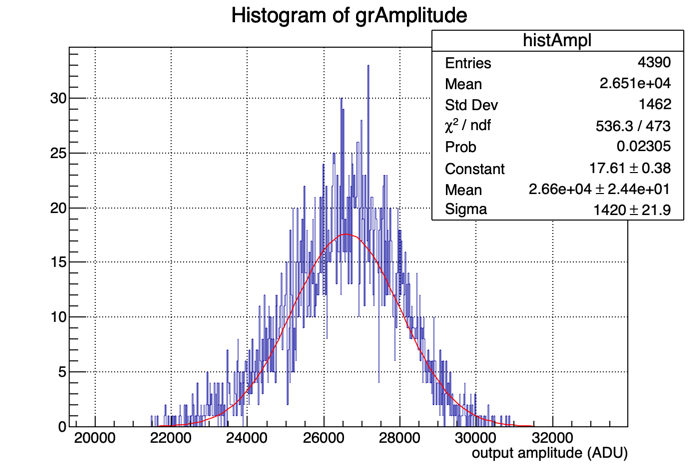 Histogram of grAmplitude
histAmpl
Entries 4390
Mean 2.651e+04
Std Dev 1462
χ² / ndf 536.3 / 473
Prob 0.02305
Constant 17.61 ± 0.38
Mean 2.66e+04 ± 2.44e+01
Sigma 1420 ± 21.9
30
25
20
15
10
5
0
20000 22000 24000 26000 28000 30000 32000
output amplitude (ADU)